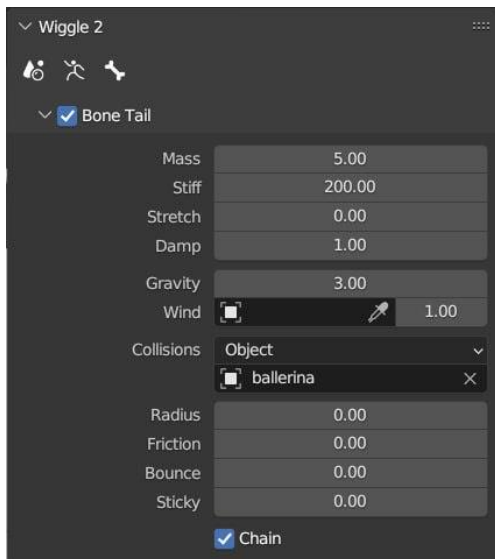 Wiggle 2
Bone Tail
Mass 5.00
Stiff 200.00
Stretch 0.00
Damp 1.00
Gravity 3.00
Wind 1.00
Collisions Object
ballerina
Radius 0.00
Friction 0.00
Bounce 0.00
Sticky 0.00
Chain